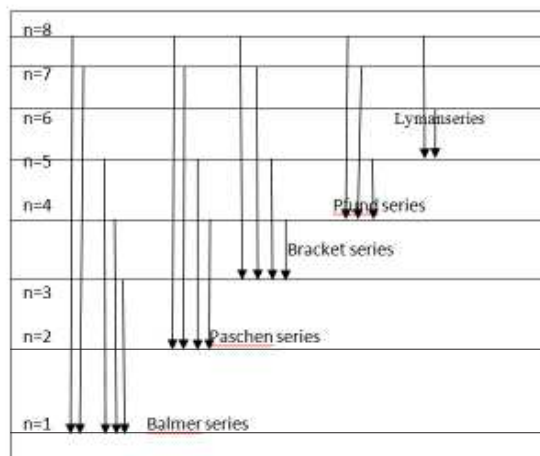 n=8
n=7
n=6
Lymanseries
n=5
n=4
Pfund series
Bracket series
n=3
n=2
Paschen series
n=1
Balmer series